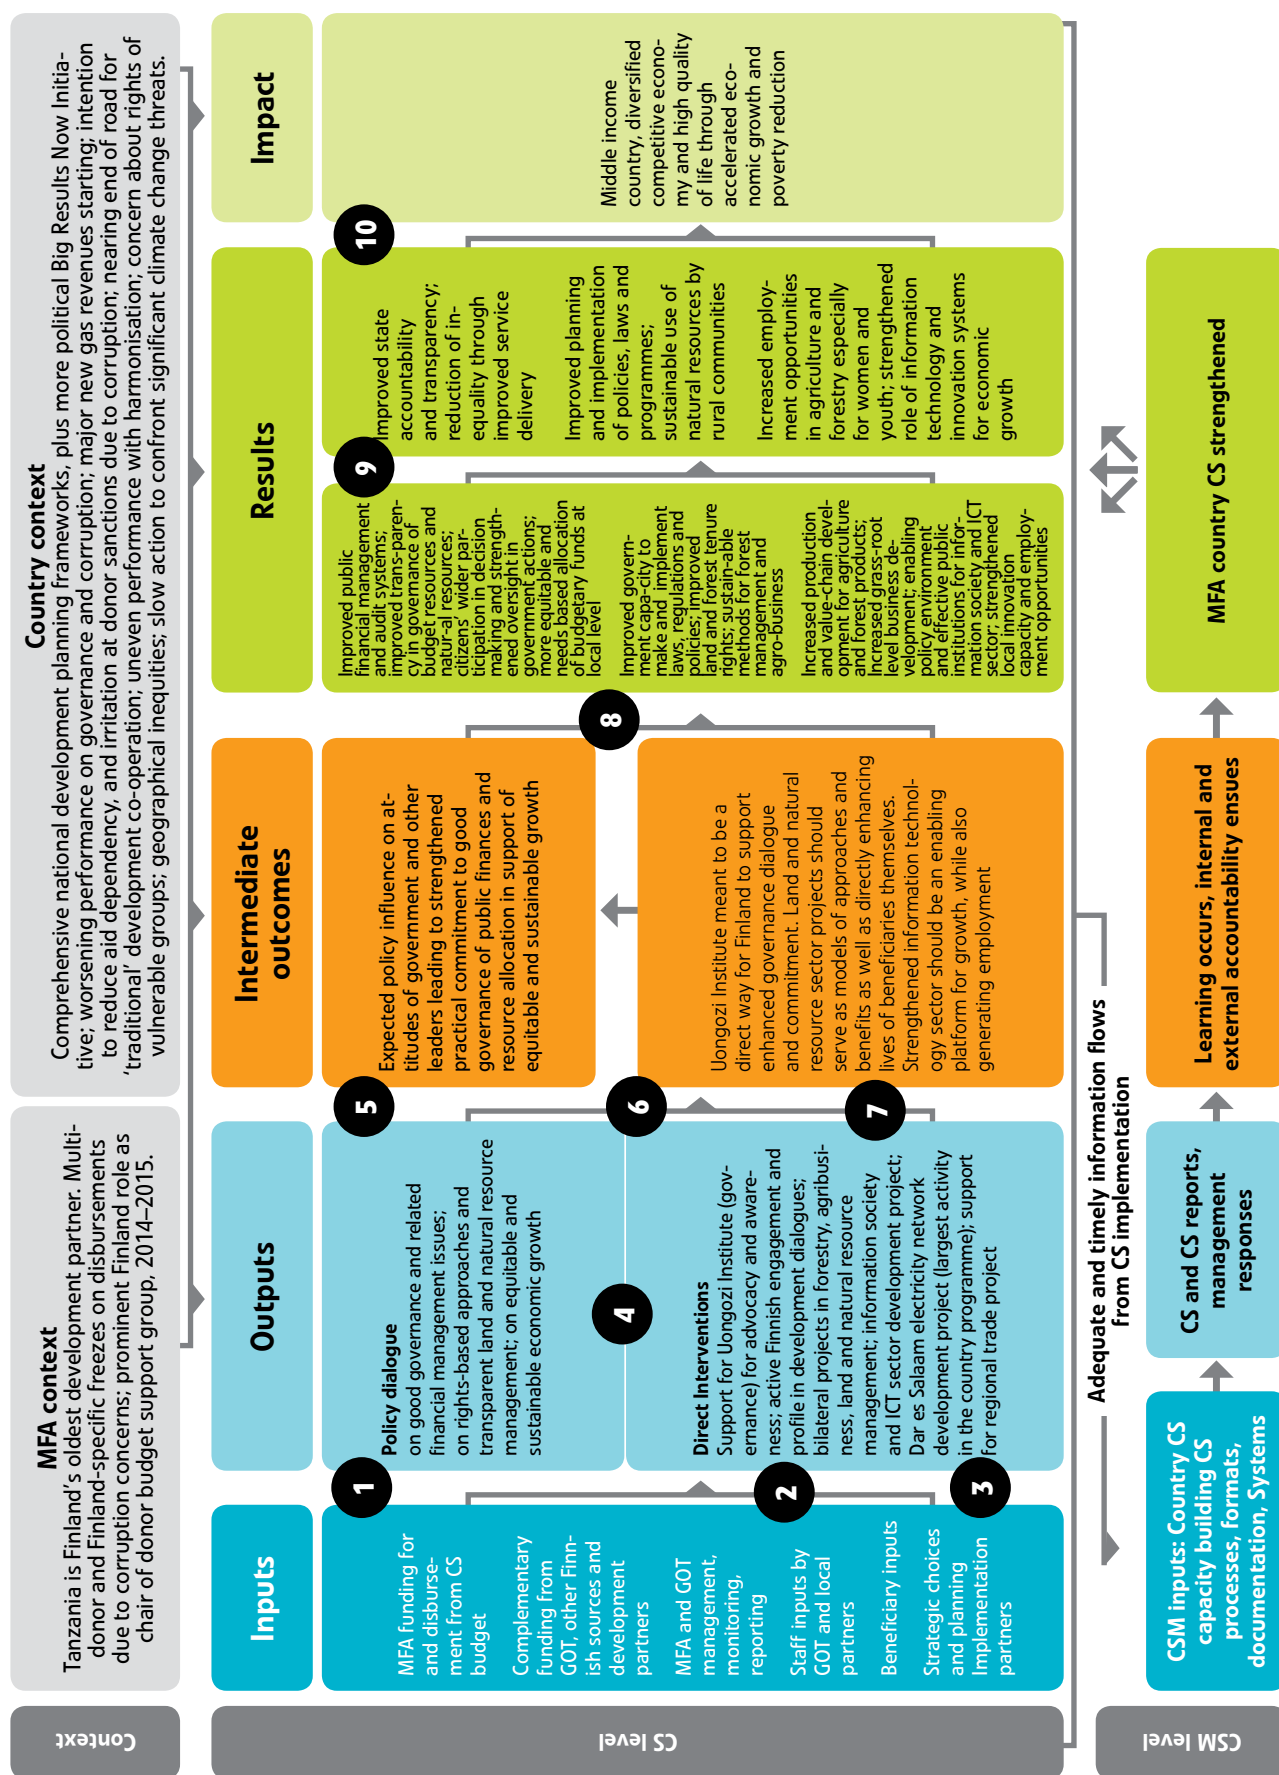 Context
MFA context
Tanzania is Finland's oldest development partner. Multi-
donor and Finland-specific freezes on disbursements
due to corruption concerns; prominent Finland role as
chair of donor budget support group, 2014–2015.
Country context
Comprehensive national development planning frameworks, plus more political Big Results Now Initia-
tive; worsening performance on governance and corruption; major new gas revenues starting; intention
to reduce aid dependency, and irritation at donor sanctions due to corruption; nearing end of road for
'traditional' development co-operation; uneven performance with harmonisation; concern about rights of
vulnerable groups; geographical inequities; slow action to confront significant climate change threats.
CS level
Inputs
MFA funding for
and disburse-
ment from CS
budget
Complementary
funding from
GOT, other Finn-
ish sources and
development
partners
MFA and GOT
management,
monitoring,
reporting
Staff inputs by
GOT and local
partners
Beneficiary inputs
Strategic choices
and planning
Implementation
partners
1
2
3
Outputs
Policy dialogue
on good governance and related
financial management issues;
on rights-based approaches and
transparent land and natural resource
management; on equitable and
sustainable economic growth
4
Direct Interventions
Support for Uongozi Institute (gov-
ernance) for advocacy and aware-
ness; active Finnish engagement and
profile in development dialogues;
bilateral projects in forestry, agribusi-
ness, land and natural resource
management; information society
and ICT sector development project;
Dar es Salaam electricity network
development project (largest activity
in the country programme); support
for regional trade project
5
6
7
Intermediate
outcomes
Expected policy influence on at-
titudes of government and other
leaders leading to strengthened
practical commitment to good
governance of public finances and
resource allocation in support of
equitable and sustainable growth
Uongozi Institute meant to be a
direct way for Finland to support
enhanced governance dialogue
and commitment. Land and natural
resource sector projects should
serve as models of approaches and
benefits as well as directly enhancing
lives of beneficiaries themselves.
Strengthened information technol-
ogy sector should be an enabling
platform for growth, while also
generating employment
8
Results
Improved public
financial management
and audit systems;
improved trans-paren-
cy in governance of
budget resources and
natur-al resources;
citizens' wider par-
ticipation in decision
making and strength-
ened oversight in
government actions;
more equitable and
needs based allocation
of budgetary funds at
local level
Improved govern-
ment capa-city to
make and implement
laws, regulations and
policies; improved
land and forest tenure
rights; sustain-able
methods for forest
management and
agro-business
Increased production
and value-chain devel-
opment for agriculture
and forest products;
Increased grass-root
level business de-
velopment; enabling
policy environment
and effective public
institutions for infor-
mation society and ICT
sector; strengthened
local innovation
capacity and employ-
ment opportunities
9
Improved state
accountability
and transparency;
reduction of in-
equality through
improved service
delivery
Improved planning
and implementation
of policies, laws and
programmes;
sustainable use of
natural resources by
rural communities
Increased employ-
ment opportunities
in agriculture and
forestry especially
for women and
youth; strengthened
role of information
technology and
innovation systems
for economic
growth
10
Impact
Middle income
country, diversified
competitive econo-
my and high quality
of life through
accelerated eco-
nomic growth and
poverty reduction
Adequate and timely information flows
from CS implementation
CSM level
CSM inputs: Country CS
capacity building CS
processes, formats,
documentation, Systems
CS and CS reports,
management
responses
Learning occurs, internal and
external accountability ensues
MFA country CS strengthened